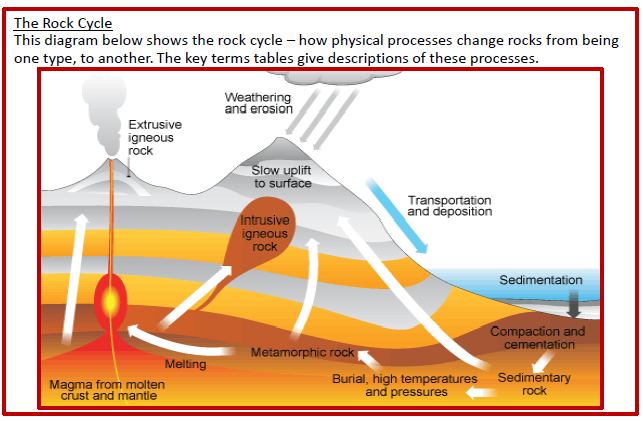 The Rock Cycle
This diagram below shows the rock cycle – how physical processes change rocks from being
one type, to another. The key terms tables give descriptions of these processes.
Weathering
and erosion
Extrusive
igneous
rock
Slow uplift
to surface
Transportation
and deposition
Intrusive
igneous
rock
Sedimentation
Compaction and
cementation
Metamorphic rock
Melting
Burial, high temperatures
and pressures
Sedimentary
rock
Magma from molten
crust and mantle